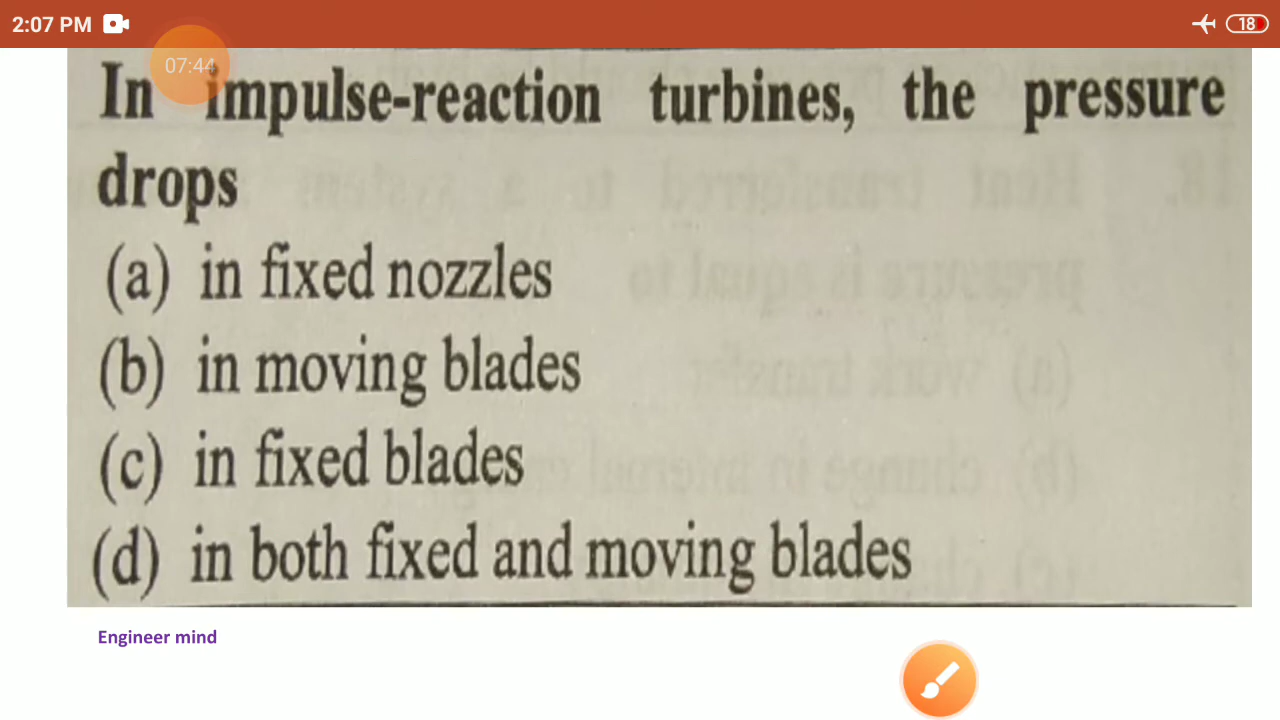 2:07 PM 18
07:44
In impulse-reaction turbines, the pressure
drops
(a) in fixed nozzles
(b) in moving blades
(c) in fixed blades
(d) in both fixed and moving blades
Engineer mind